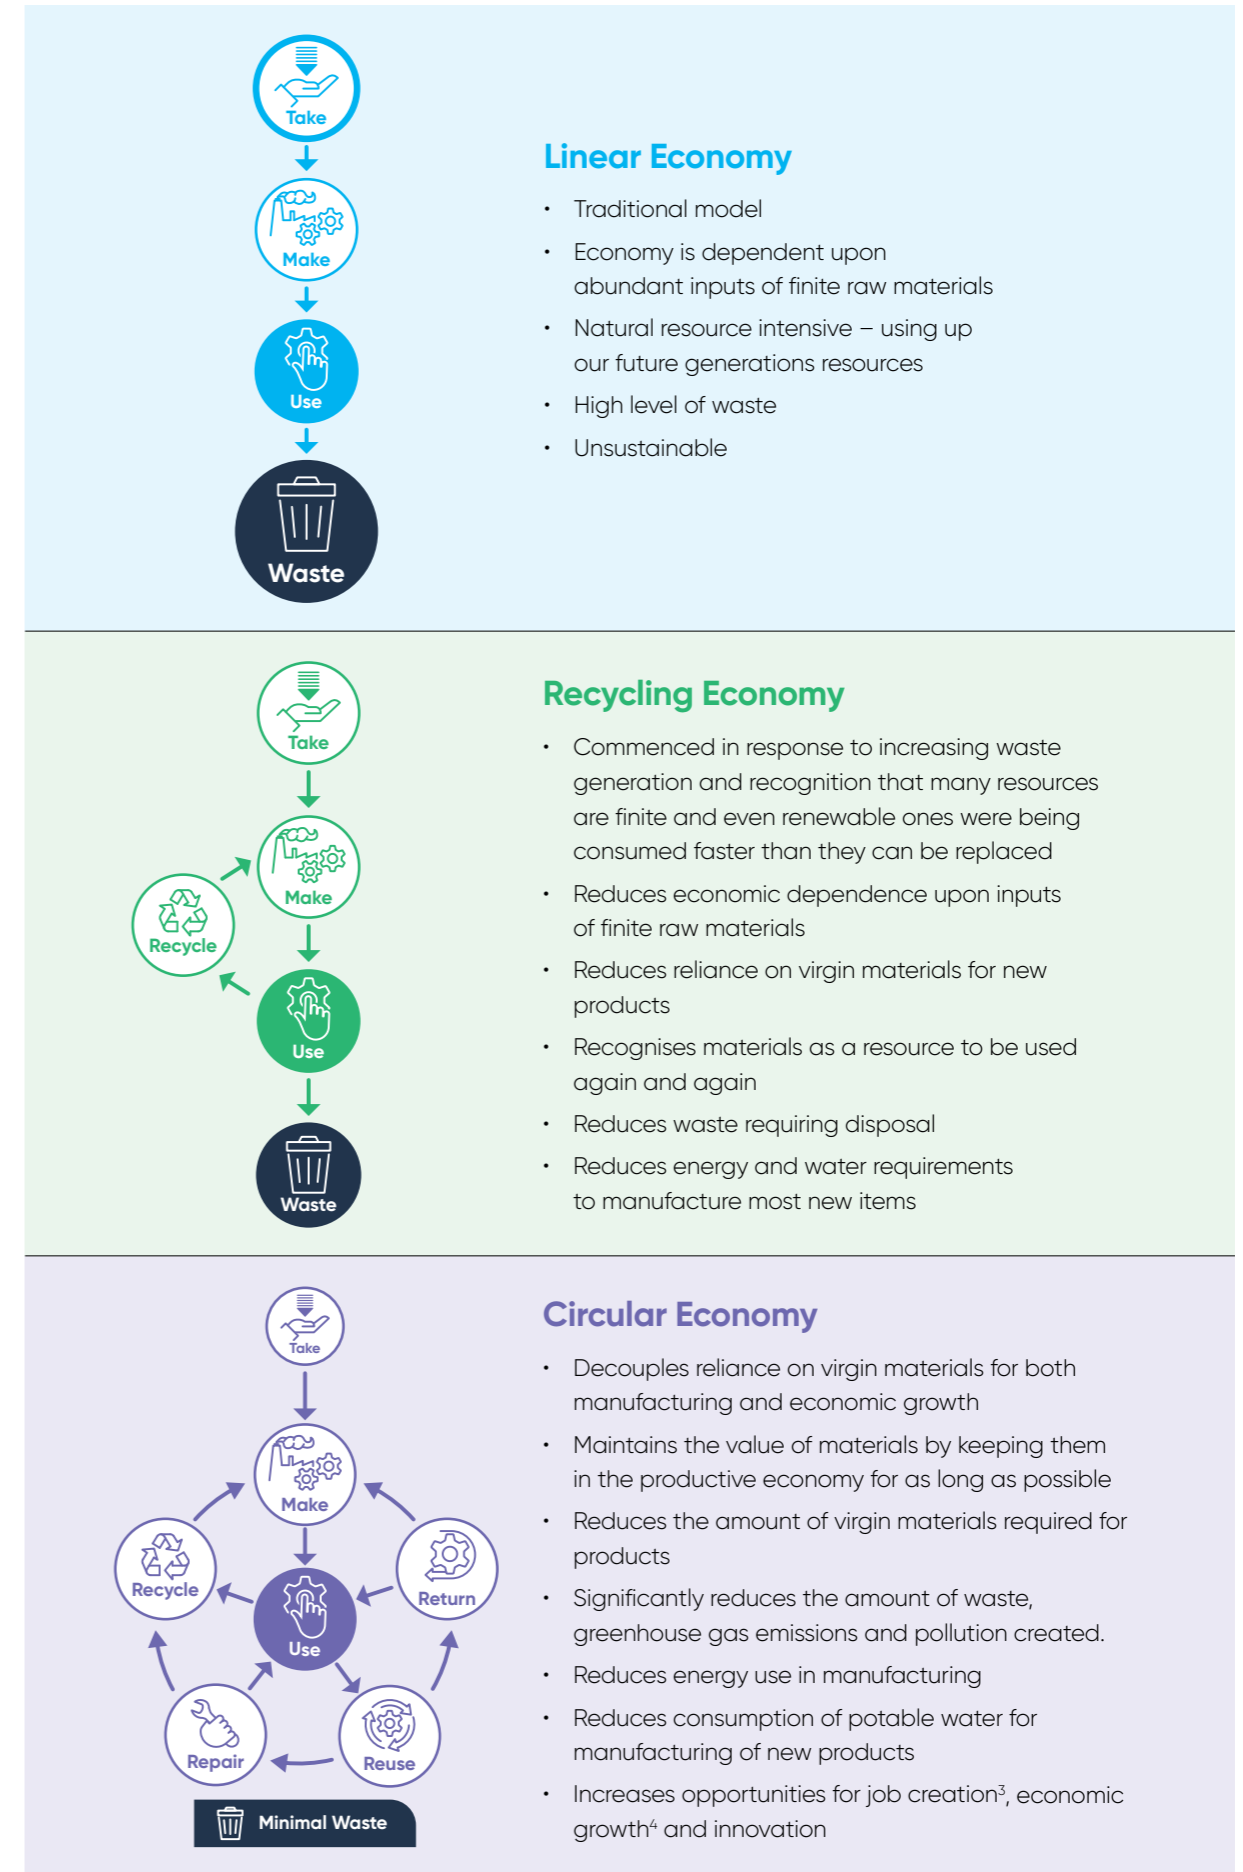 Take
Make
Use
Waste
Linear Economy
• Traditional model
• Economy is dependent upon
abundant inputs of finite raw materials
• Natural resource intensive – using up
our future generations resources
• High level of waste
• Unsustainable
Take
Make
Recycle
Use
Waste
Recycling Economy
• Commenced in response to increasing waste
generation and recognition that many resources
are finite and even renewable ones were being
consumed faster than they can be replaced
• Reduces economic dependence upon inputs
of finite raw materials
• Reduces reliance on virgin materials for new
products
• Recognises materials as a resource to be used
again and again
• Reduces waste requiring disposal
• Reduces energy and water requirements
to manufacture most new items
Take
Make
Recycle
Return
Use
Repair
Reuse
Minimal Waste
Circular Economy
• Decouples reliance on virgin materials for both
manufacturing and economic growth
• Maintains the value of materials by keeping them
in the productive economy for as long as possible
• Reduces the amount of virgin materials required for
products
• Significantly reduces the amount of waste,
greenhouse gas emissions and pollution created.
• Reduces energy use in manufacturing
• Reduces consumption of potable water for
manufacturing of new products
• Increases opportunities for job creation³, economic
growth⁴ and innovation